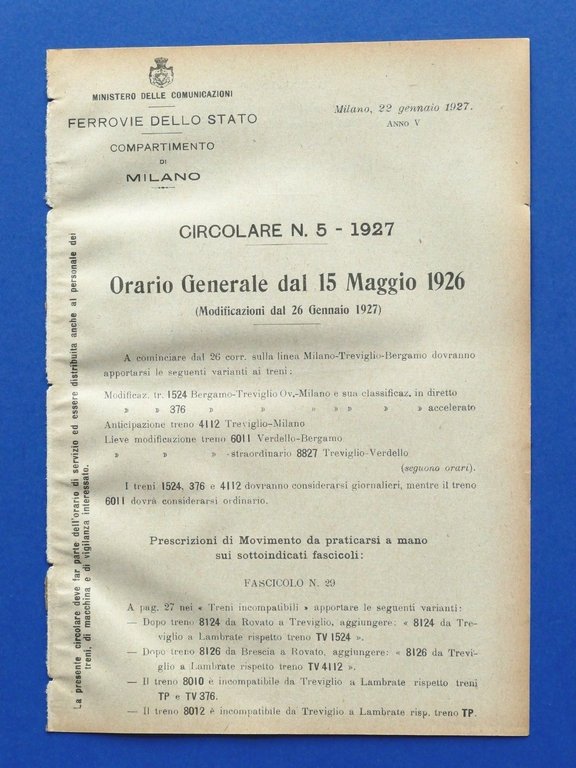 MINISTERO DELLE COMUNICAZIONI
FERROVIE DELLO STATO
COMPARTIMENTO
DI
MILANO
Milano, 22 gennaio 1927.
ANNO V
CIRCOLARE N. 5 - 1927
Orario Generale dal 15 Maggio 1926
(Modificazioni dal 26 Gennaio 1927)
A cominciare dal 26 corr. sulla linea Milano-Treviglio-Bergamo dovranno
apportarsi le seguenti varianti ai treni:
Modificaz. tr. 1524 Bergamo-Treviglio Ov.-Milano e sua classificaz. in diretto
» » 376 » » » » » » accelerato
Anticipazione treno 4112 Treviglio-Milano
Lieve modificazione treno 6011 Verdello-Bergamo
» » » -straordinario 8827 Treviglio-Verdello
(seguono orari).
I treni 1524, 376 e 4112 dovranno considerarsi giornalieri, mentre il treno
6011 dovrà considerarsi ordinario.
Prescrizioni di Movimento da praticarsi a mano
sui sottoindicati fascicoli:
FASCICOLO N. 29
A pag. 27 nei « Treni incompatibili » apportare le seguenti varianti:
— Dopo treno 8124 da Rovato a Treviglio, aggiungere: « 8124 da Tre-
viglio a Lambrate rispetto treno TV 1524 ».
— Dopo treno 8126 da Brescia a Rovato, aggiungere: « 8126 da Trevi-
glio a Lambrate rispetto treno TV 4112 ».
— Il treno 8010 è incompatibile da Treviglio a Lambrate rispetto treni
TP e TV 376.
— Il treno 8012 è incompatibile da Treviglio a Lambrate risp. treno TP.
La presente circolare deve far parte dell'orario di servizio ed essere distribuita anche al personale dei
treni, di macchina e di vigilanza interessato.